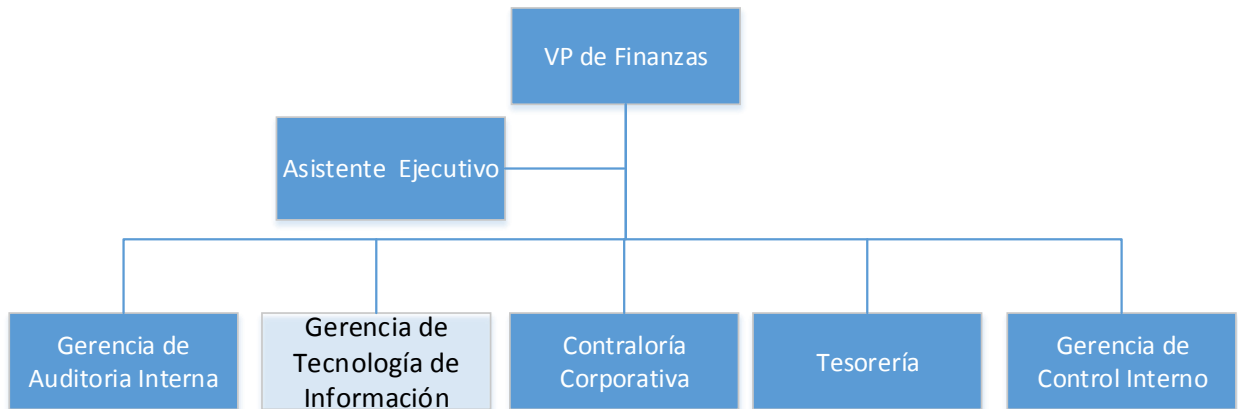 VP de Finanzas
Asistente Ejecutivo
Gerencia de
Auditoria Interna
Gerencia de
Tecnología de
Información
Contraloría
Corporativa
Tesorería
Gerencia de
Control Interno